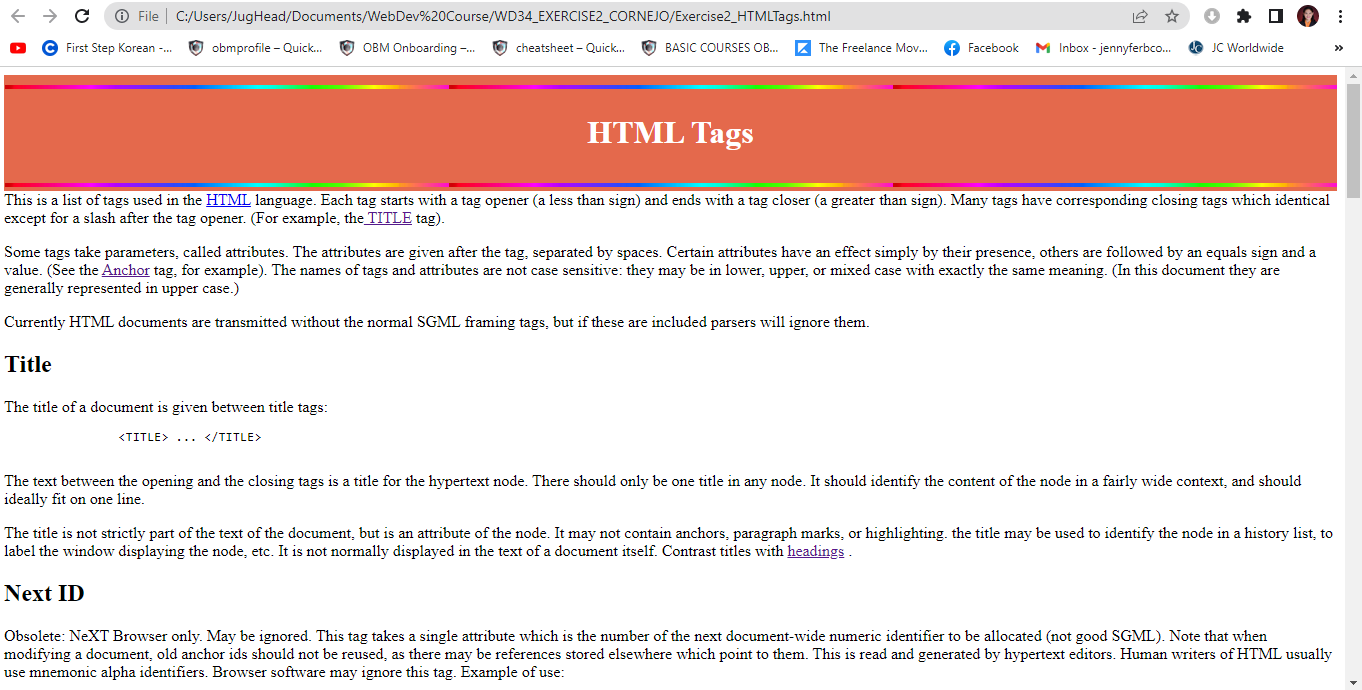 File | C:/Users/JugHead/Documents/WebDev%20Course/WD34_EXERCISE2_CORNEJO/Exercise2_HTMLTags.html
First Step Korean -... obmprofile – Quick... OBM Onboarding –... cheatsheet – Quick... BASIC COURSES OB... The Freelance Mov... Facebook Inbox - jennyferbco... JC Worldwide »
HTML Tags
This is a list of tags used in the HTML language. Each tag starts with a tag opener (a less than sign) and ends with a tag closer (a greater than sign). Many tags have corresponding closing tags which identical
except for a slash after the tag opener. (For example, the TITLE tag).
Some tags take parameters, called attributes. The attributes are given after the tag, separated by spaces. Certain attributes have an effect simply by their presence, others are followed by an equals sign and a
value. (See the Anchor tag, for example). The names of tags and attributes are not case sensitive: they may be in lower, upper, or mixed case with exactly the same meaning. (In this document they are
generally represented in upper case.)
Currently HTML documents are transmitted without the normal SGML framing tags, but if these are included parsers will ignore them.
Title
The title of a document is given between title tags:
<TITLE> ... </TITLE>
The text between the opening and the closing tags is a title for the hypertext node. There should only be one title in any node. It should identify the content of the node in a fairly wide context, and should
ideally fit on one line.
The title is not strictly part of the text of the document, but is an attribute of the node. It may not contain anchors, paragraph marks, or highlighting. the title may be used to identify the node in a history list, to
label the window displaying the node, etc. It is not normally displayed in the text of a document itself. Contrast titles with headings .
Next ID
Obsolete: NeXT Browser only. May be ignored. This tag takes a single attribute which is the number of the next document-wide numeric identifier to be allocated (not good SGML). Note that when
modifying a document, old anchor ids should not be reused, as there may be references stored elsewhere which point to them. This is read and generated by hypertext editors. Human writers of HTML usually
use mnemonic alpha identifiers. Browser software may ignore this tag. Example of use: